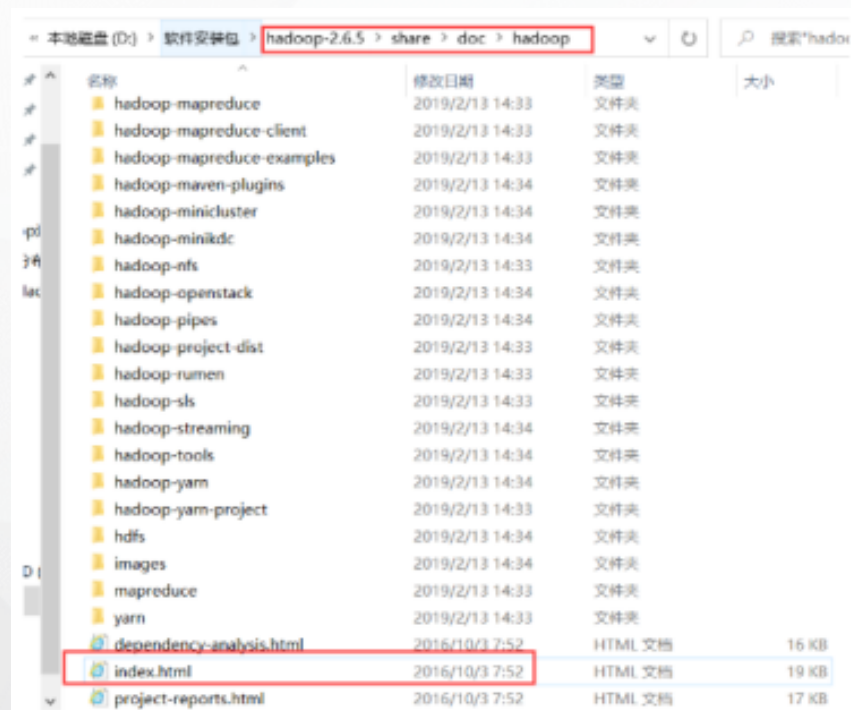 « 本地磁盘 (D:) > 软件安装包 > hadoop-2.6.5 > share > doc > hadoop 搜索"hadoo
名称 修改日期 类型 大小
hadoop-mapreduce 2019/2/13 14:33 文件夹
hadoop-mapreduce-client 2019/2/13 14:33 文件夹
hadoop-mapreduce-examples 2019/2/13 14:33 文件夹
hadoop-maven-plugins 2019/2/13 14:34 文件夹
hadoop-minicluster 2019/2/13 14:34 文件夹
hadoop-minikdc 2019/2/13 14:34 文件夹
hadoop-nfs 2019/2/13 14:33 文件夹
hadoop-openstack 2019/2/13 14:34 文件夹
hadoop-pipes 2019/2/13 14:34 文件夹
hadoop-project-dist 2019/2/13 14:33 文件夹
hadoop-rumen 2019/2/13 14:33 文件夹
hadoop-sls 2019/2/13 14:33 文件夹
hadoop-streaming 2019/2/13 14:34 文件夹
hadoop-tools 2019/2/13 14:34 文件夹
hadoop-yarn 2019/2/13 14:34 文件夹
hadoop-yarn-project 2019/2/13 14:33 文件夹
hdfs 2019/2/13 14:34 文件夹
images 2019/2/13 14:34 文件夹
mapreduce 2019/2/13 14:33 文件夹
yarn 2019/2/13 14:33 文件夹
dependency-analysis.html 2016/10/3 7:52 HTML 文档 16 KB
index.html 2016/10/3 7:52 HTML 文档 19 KB
project-reports.html 2016/10/3 7:52 HTML 文档 17 KB